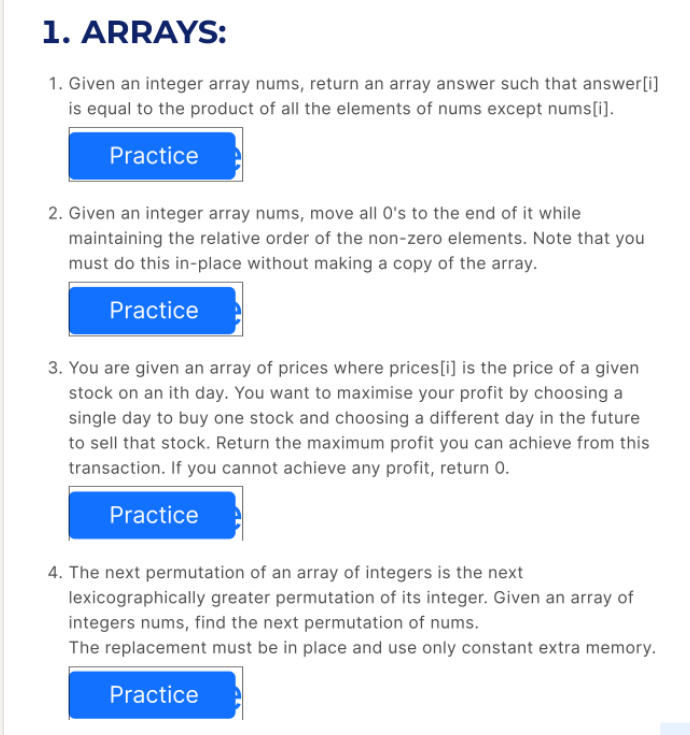 1. ARRAYS:
1. Given an integer array nums, return an array answer such that answer[i]
is equal to the product of all the elements of nums except nums[i].
Practice
2. Given an integer array nums, move all 0's to the end of it while
maintaining the relative order of the non-zero elements. Note that you
must do this in-place without making a copy of the array.
Practice
3. You are given an array of prices where prices[i] is the price of a given
stock on an ith day. You want to maximise your profit by choosing a
single day to buy one stock and choosing a different day in the future
to sell that stock. Return the maximum profit you can achieve from this
transaction. If you cannot achieve any profit, return 0.
Practice
4. The next permutation of an array of integers is the next
lexicographically greater permutation of its integer. Given an array of
integers nums, find the next permutation of nums.
The replacement must be in place and use only constant extra memory.
Practice